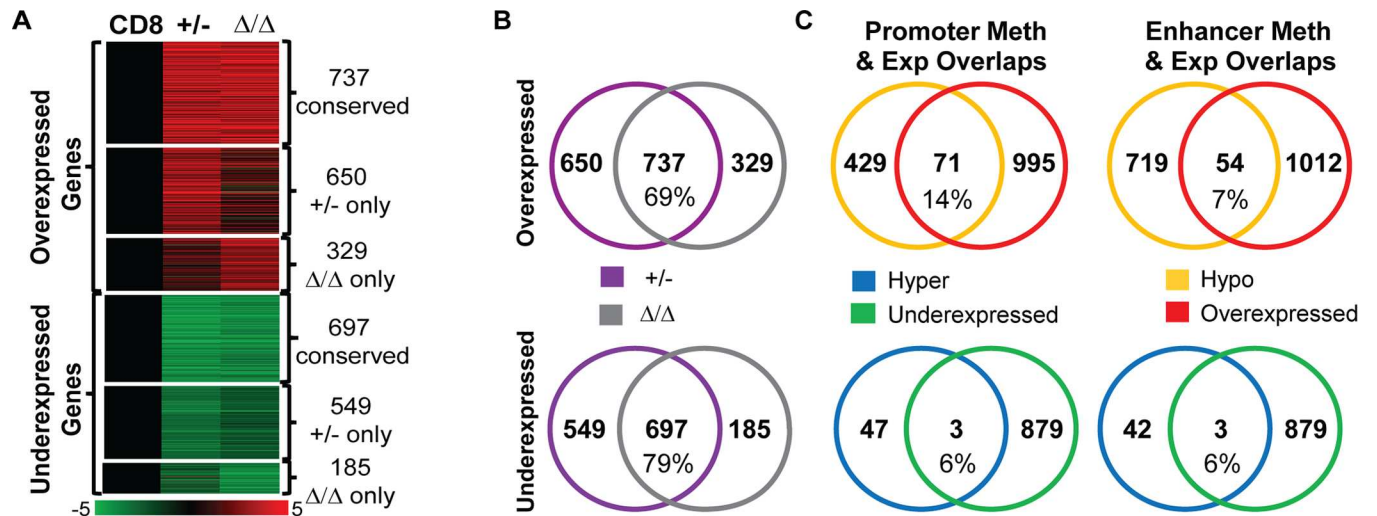 A
CD8 +/- Δ/Δ
Overexpressed
Genes
737
conserved
650
+/- only
329
Δ/Δ only
Underexpressed
Genes
697
conserved
549
+/- only
185
Δ/Δ only
-5 5
B
Overexpressed
650 737 329
69%
+/-
Δ/Δ
Underexpressed
549 697 185
79%
C
Promoter Meth
& Exp Overlaps
429 71 995
14%
Enhancer Meth
& Exp Overlaps
719 54 1012
7%
Hyper
Underexpressed
Hypo
Overexpressed
47 3 879
6%
42 3 879
6%